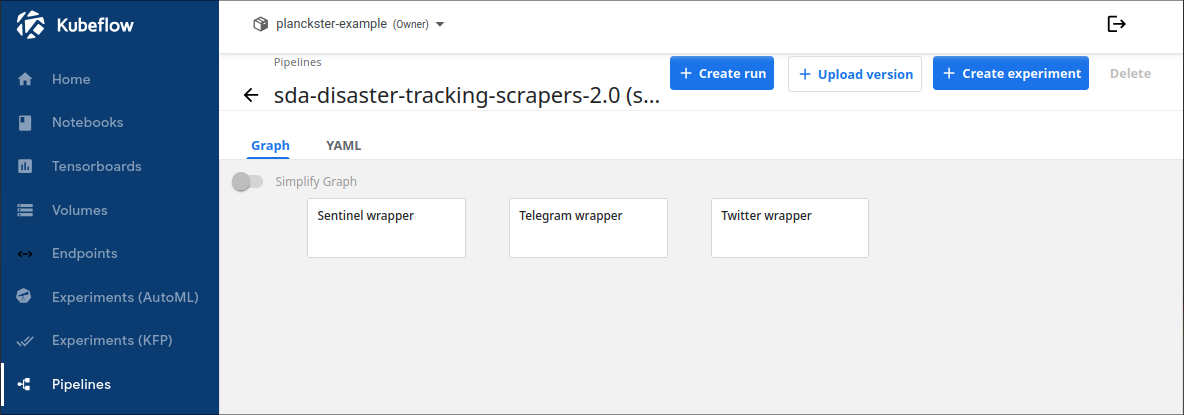 Kubeflow
Home
Notebooks
Tensorboards
Volumes
Endpoints
Experiments (AutoML)
Experiments (KFP)
Pipelines
planckster-example (Owner)
Pipelines
sda-disaster-tracking-scrapers-2.0 (s...
+ Create run
+ Upload version
+ Create experiment
Delete
Graph
YAML
Simplify Graph
Sentinel wrapper
Telegram wrapper
Twitter wrapper